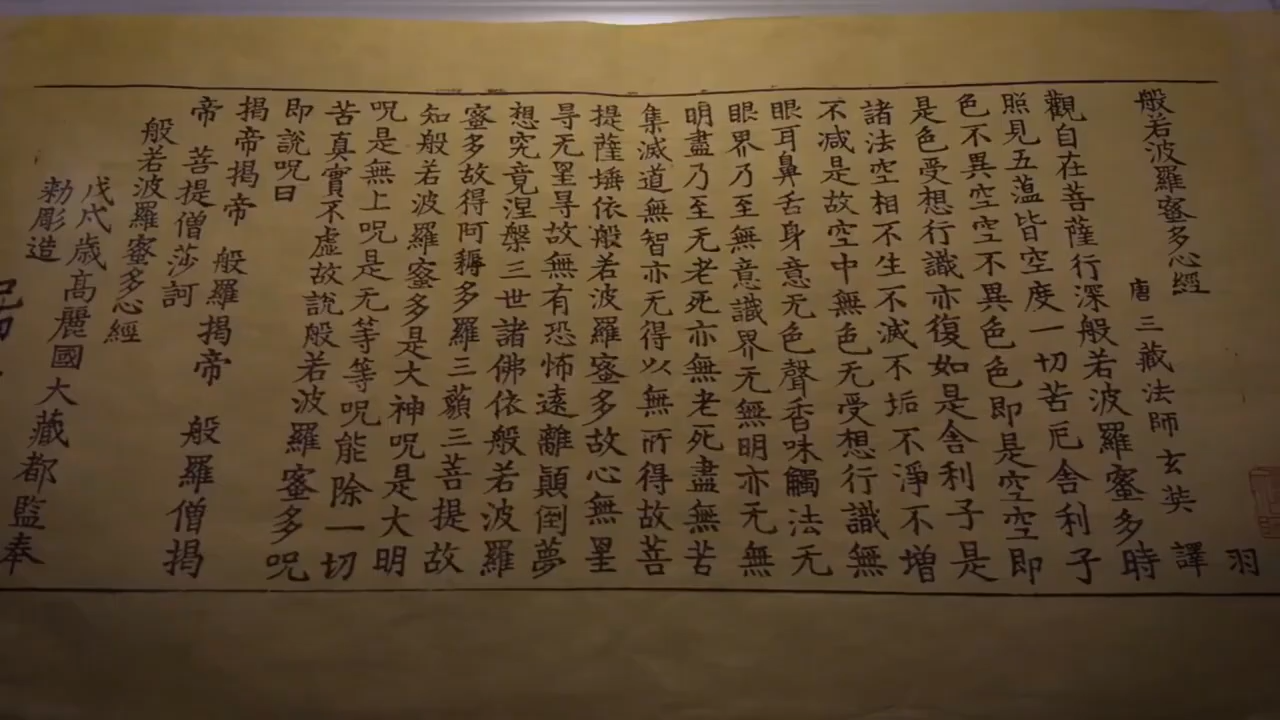 羽
般若波羅蜜多心經
唐三藏法師玄奘 譯
觀自在菩薩行深般若波羅蜜多時
照見五蕰皆空度一切苦厄舍利子
色不異空空不異色色即是空空即
是色受想行識亦復如是舍利子是
諸法空相不生不滅不垢不淨不增
不減是故空中無色无受想行識無
眼耳鼻舌身意无色聲香味觸法无
眼界乃至無意識界无無明亦无無
明盡乃至无老死亦無老死盡無苦
集滅道無智亦无得以無所得故菩
提薩埵依般若波羅蜜多故心無罣
㝵无罣㝵故無有恐怖遠離顛倒夢
想究竟涅槃三世諸佛依般若波羅
蜜多故得阿耨多羅三藐三菩提故
知般若波羅蜜多是大神呪是大明
呪是無上呪是无等等呪能除一切
苦真實不虛故說般若波羅蜜多呪
即說呪曰
揭帝揭帝 般羅揭帝 般羅僧揭
帝 菩提僧莎訶
般若波羅蜜多心經
戊戌歲高麗國大藏都監奉
勑彫造